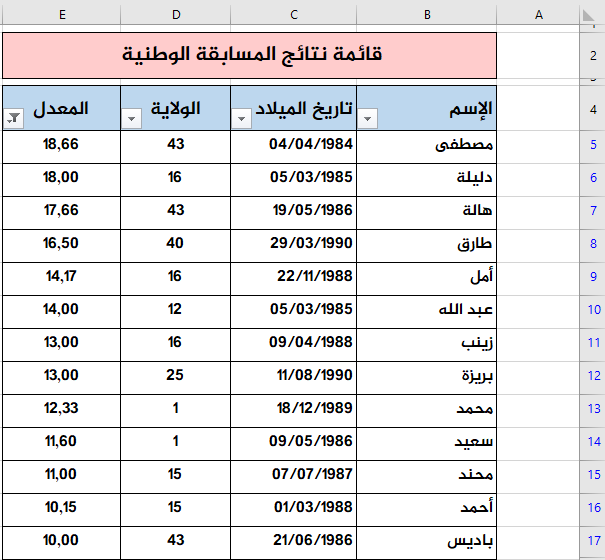 A B C D E
2 قائمة نتائج المسابقة الوطنية
4 الإسم تاريخ الميلاد الولاية المعدل
5 مصطفى 04/04/1984 43 18,66
6 دليلة 05/03/1985 16 18,00
7 هالة 19/05/1986 43 17,66
8 طارق 29/03/1990 40 16,50
9 أمل 22/11/1988 16 14,17
10 عبد الله 05/03/1985 12 14,00
11 زينب 09/04/1988 16 13,00
12 بريزة 11/08/1990 25 13,00
13 محمد 18/12/1989 1 12,33
14 سعيد 09/05/1986 1 11,60
15 محند 07/07/1987 15 11,00
16 أحمد 01/03/1988 15 10,15
17 باديس 21/06/1986 43 10,00